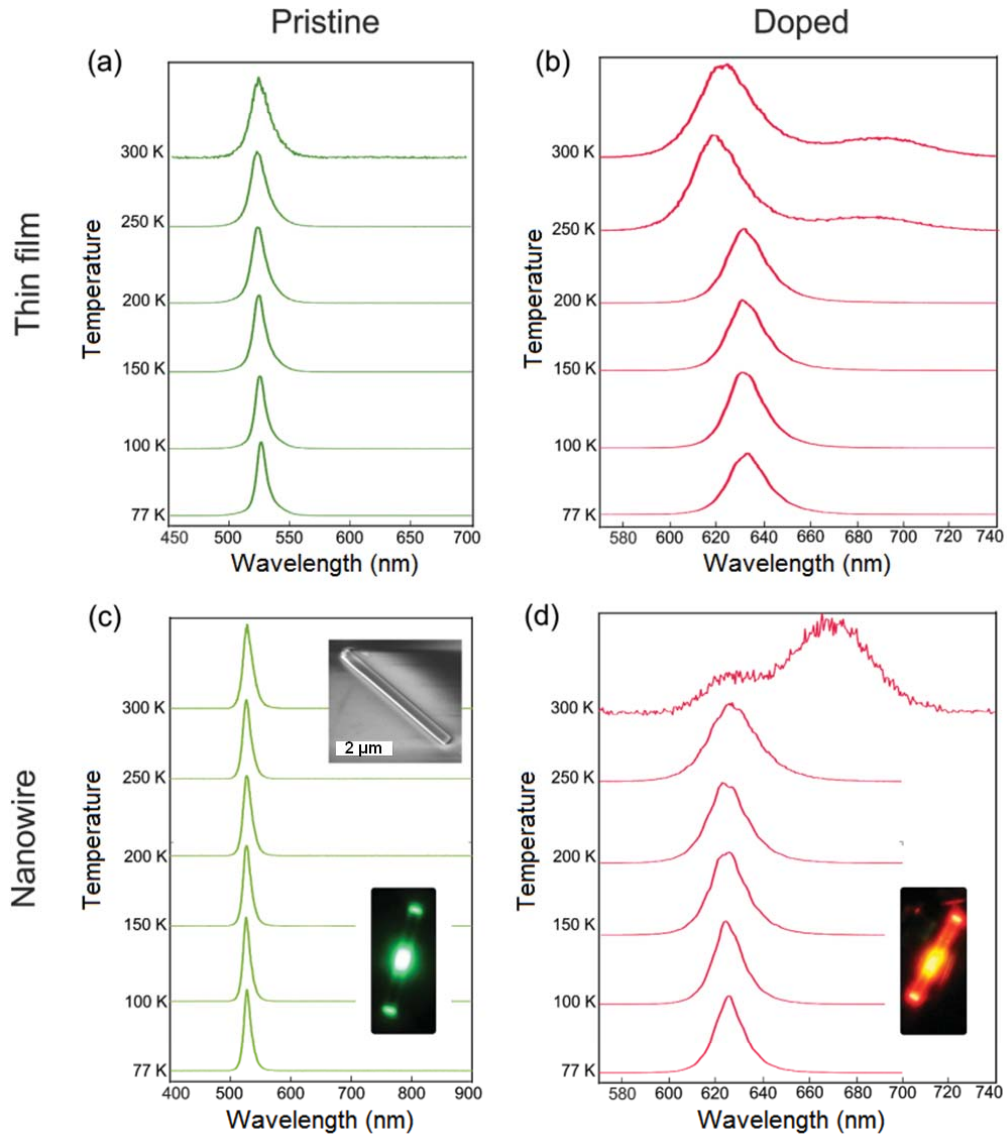 Pristine
Doped
Thin film
Nanowire
(a)
Temperature
300 K
250 K
200 K
150 K
100 K
77 K
450 500 550 600 650 700
Wavelength (nm)
(b)
Temperature
300 K
250 K
200 K
150 K
100 K
77 K
580 600 620 640 660 680 700 720 740
Wavelength (nm)
(c)
Temperature
300 K
250 K
200 K
150 K
100 K
77 K
400 500 600 700 800 900
Wavelength (nm)
2 µm
(d)
Temperature
300 K
250 K
200 K
150 K
100 K
77 K
580 600 620 640 660 680 700 720 740
Wavelength (nm)